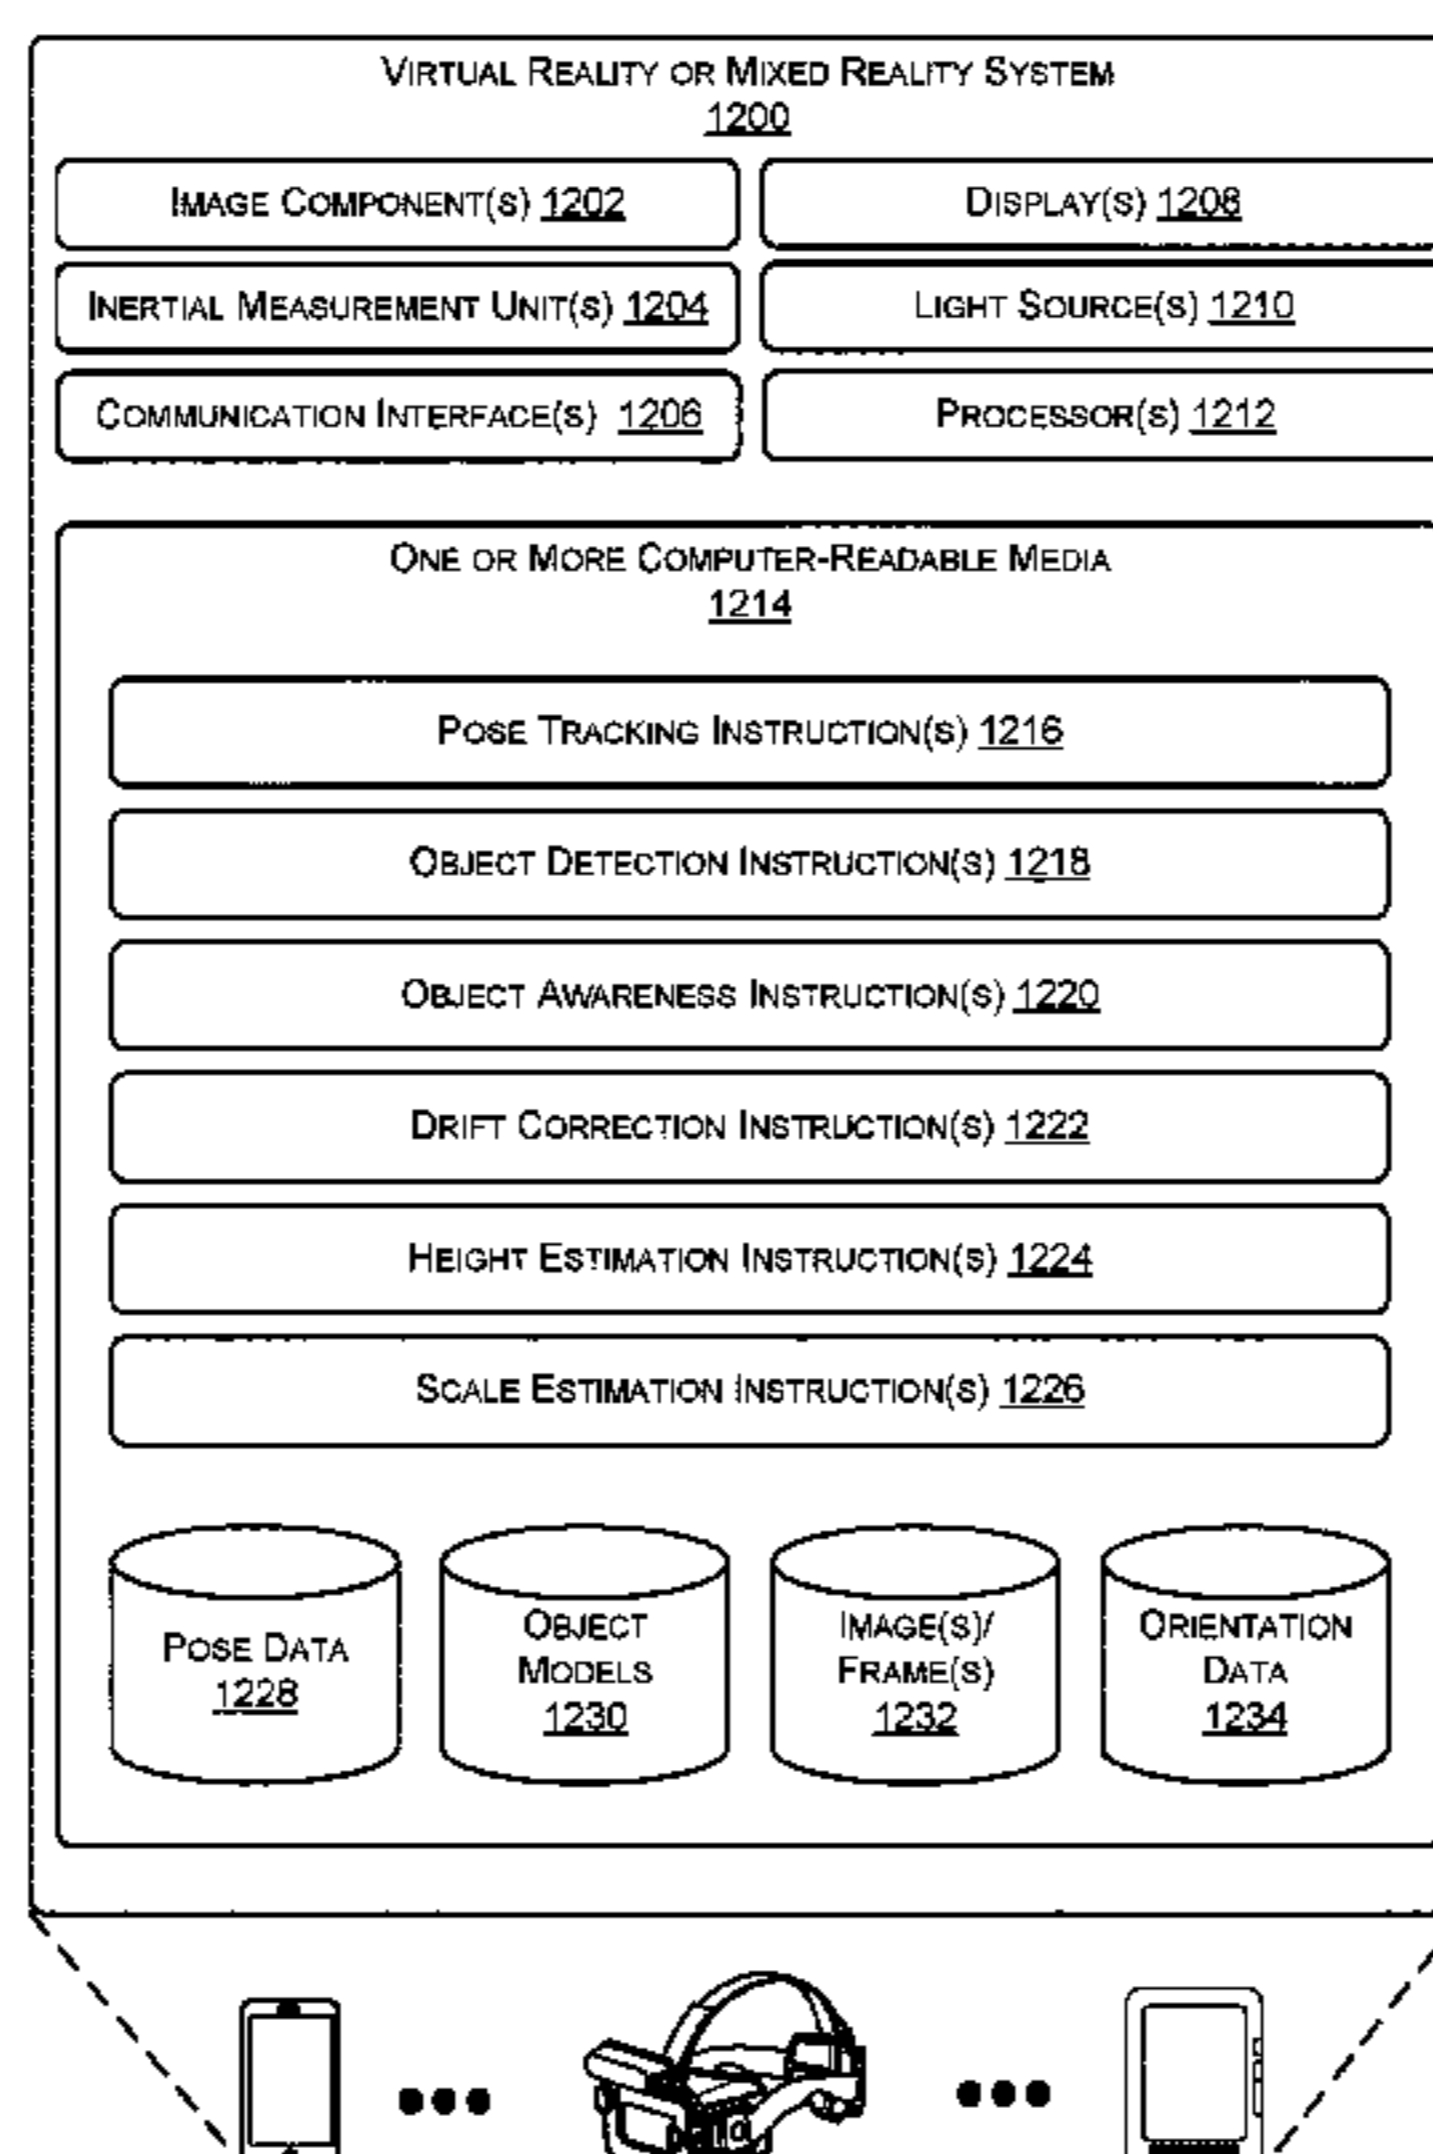 VIRTUAL REALITY OR MIXED REALITY SYSTEM
1200
IMAGE COMPONENT(S) 1202
DISPLAY(S) 1208
INERTIAL MEASUREMENT UNIT(S) 1204
LIGHT SOURCE(S) 1210
COMMUNICATION INTERFACE(S) 1206
PROCESSOR(S) 1212
ONE OR MORE COMPUTER-READABLE MEDIA
1214
POSE TRACKING INSTRUCTION(S) 1216
OBJECT DETECTION INSTRUCTION(S) 1218
OBJECT AWARENESS INSTRUCTION(S) 1220
DRIFT CORRECTION INSTRUCTION(S) 1222
HEIGHT ESTIMATION INSTRUCTION(S) 1224
SCALE ESTIMATION INSTRUCTION(S) 1226
POSE DATA
1228
OBJECT
MODELS
1230
IMAGE(S)/
FRAME(S)
1232
ORIENTATION
DATA
1234